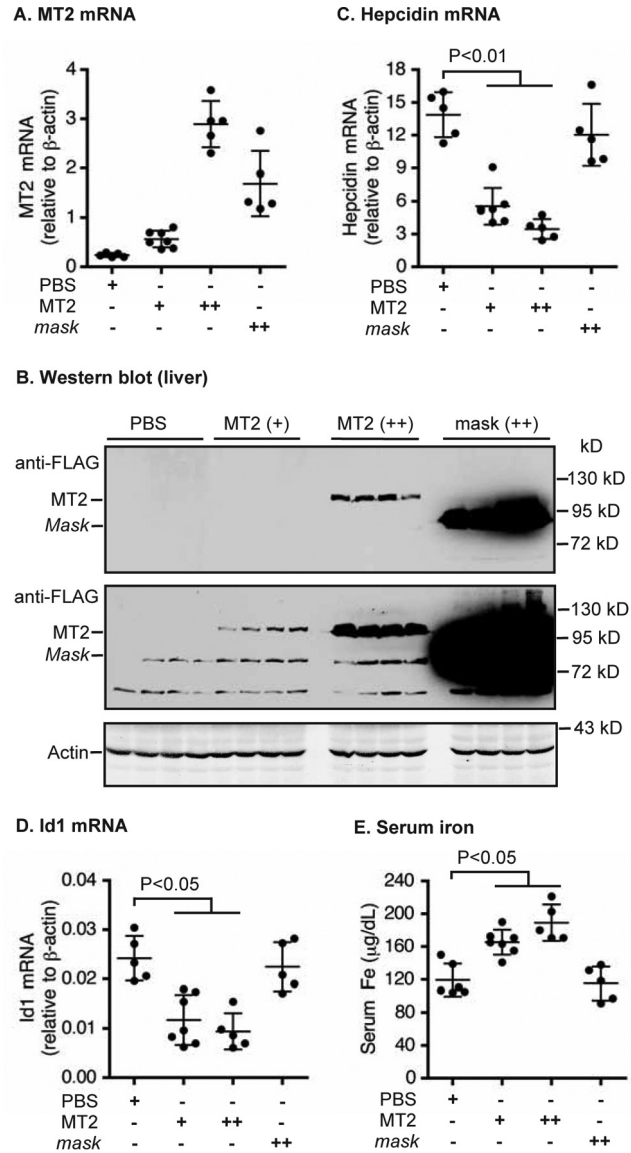 A. MT2 mRNA
MT2 mRNA
(relative to β-actin)
4
3
2
1
0
PBS + - - -
MT2 - + ++ -
mask - - - ++
C. Hepcidin mRNA
P<0.01
Hepcidin mRNA
(relative to β-actin)
18
15
12
9
6
3
0
PBS + - - -
MT2 - + ++ -
mask - - - ++
B. Western blot (liver)
PBS MT2 (+) MT2 (++) mask (++) kD
anti-FLAG
MT2
Mask
130 kD
95 kD
72 kD
anti-FLAG
MT2
Mask
130 kD
95 kD
72 kD
43 kD
Actin
D. Id1 mRNA
P<0.05
Id1 mRNA
(relative to β-actin)
0.04
0.03
0.02
0.01
0.00
PBS + - - -
MT2 - + ++ -
mask - - - ++
E. Serum iron
P<0.05
Serum Fe (µg/dL)
240
200
160
120
80
40
0
PBS + - - -
MT2 - + ++ -
mask - - - ++